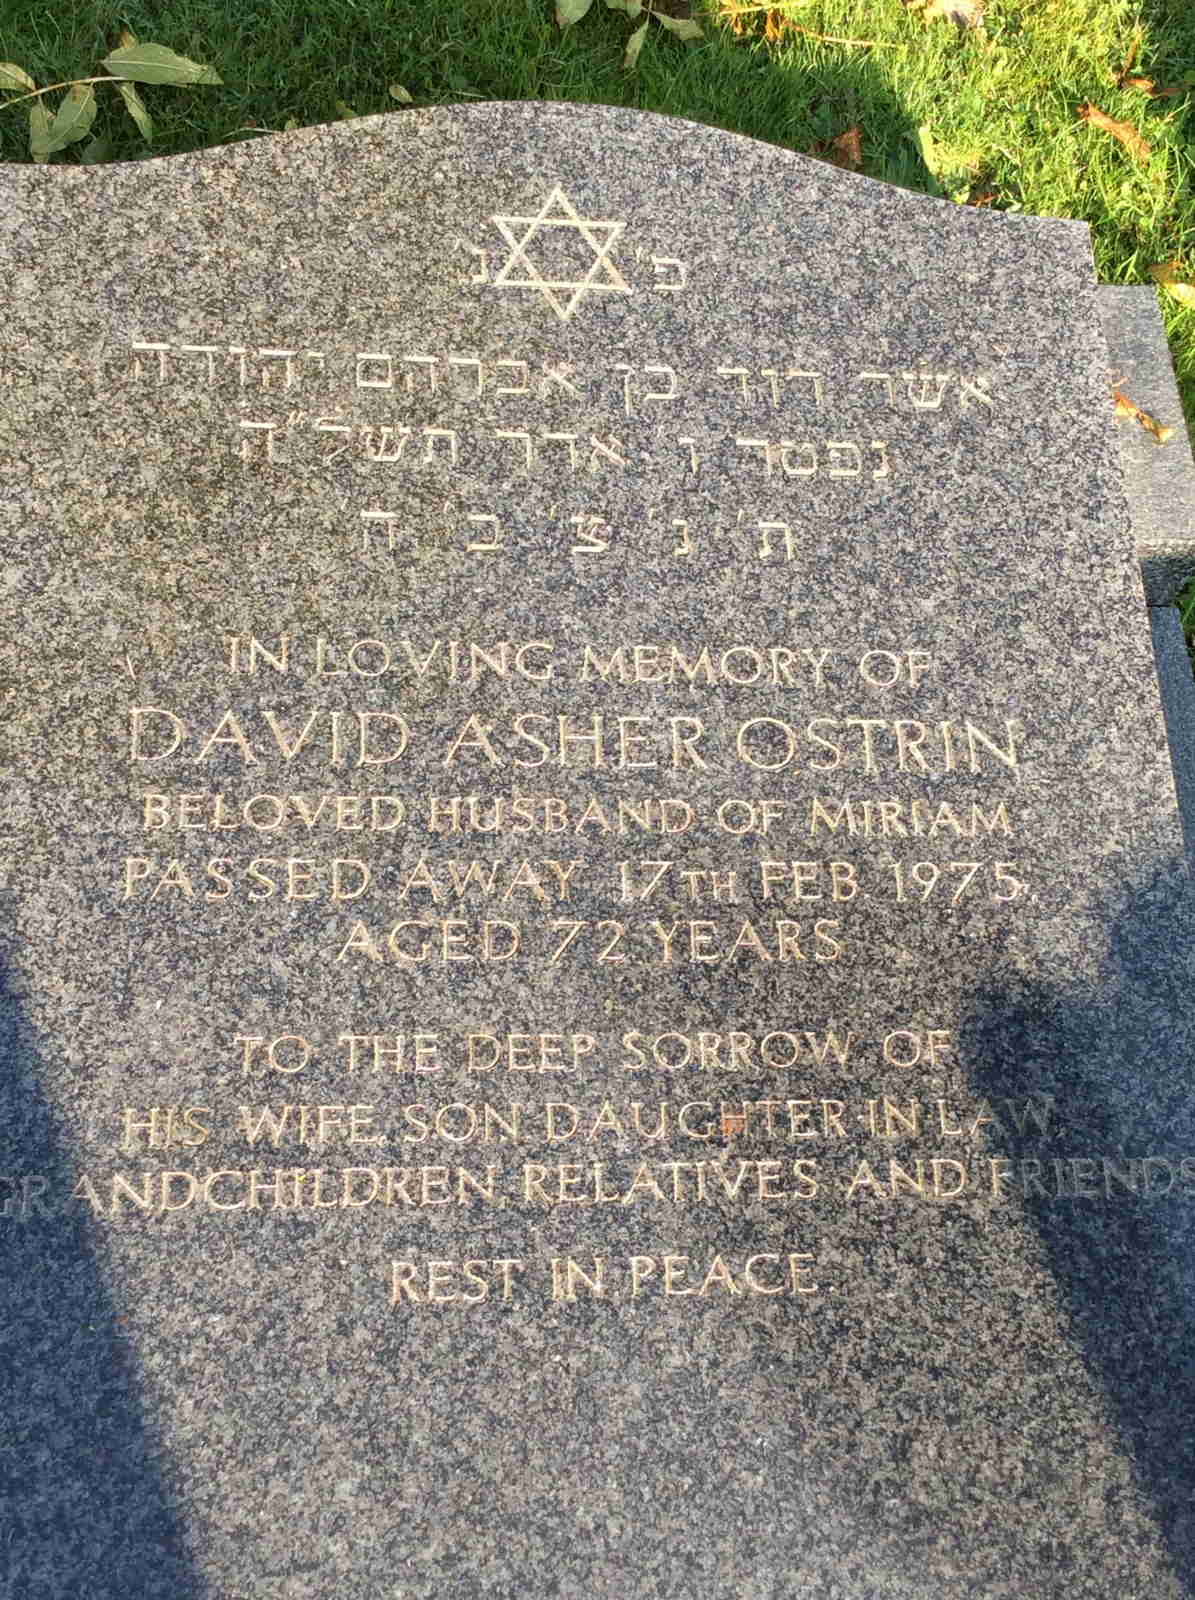 פ׳ נ׳
אשר דוד בן אברהם יהודה
נפטר ו׳ אדר תשל״ה
ת׳ נ׳ צ׳ ב׳ ה׳
IN LOVING MEMORY OF
DAVID ASHER OSTRIN
BELOVED HUSBAND OF MIRIAM
PASSED AWAY 17TH FEB 1975.
AGED 72 YEARS
TO THE DEEP SORROW OF
HIS WIFE, SON, DAUGHTER-IN-LAW
GRANDCHILDREN, RELATIVES AND FRIENDS
REST IN PEACE.